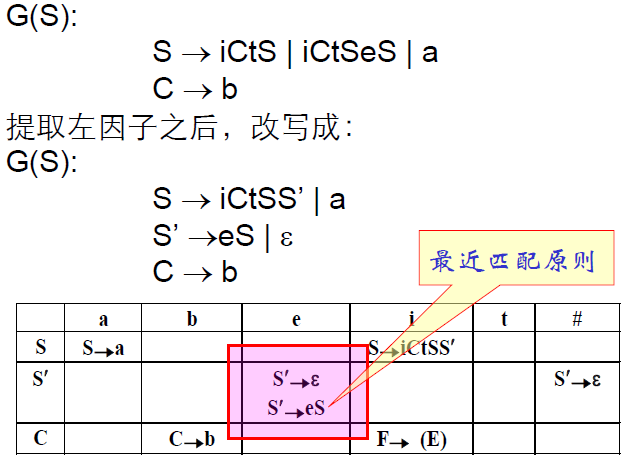 G(S):
S → iCtS | iCtSeS | a
C → b
提取左因子之后，改写成：
G(S):
S → iCtSS’ | a
S’ →eS | ε
C → b
最近匹配原则
a b e i t #
S S→a S→iCtSS′
S′ S′→ε S′→ε
S′→eS
C C→b F→ (E)